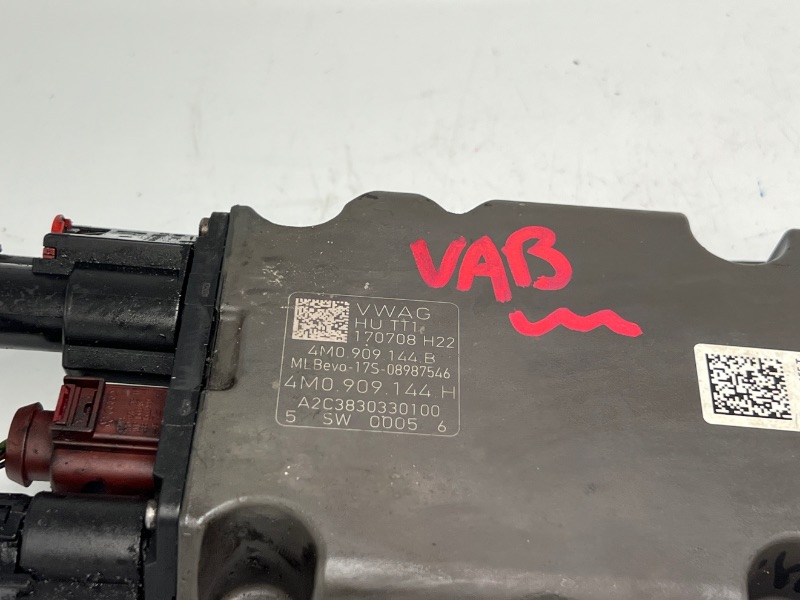 VAB
VWAG
HU TT1
170708 H22
4M0 909 144.B
MLBevo-17S-08987546
4M0.909.144.H
A2C3830330100
5 SW 0005 6